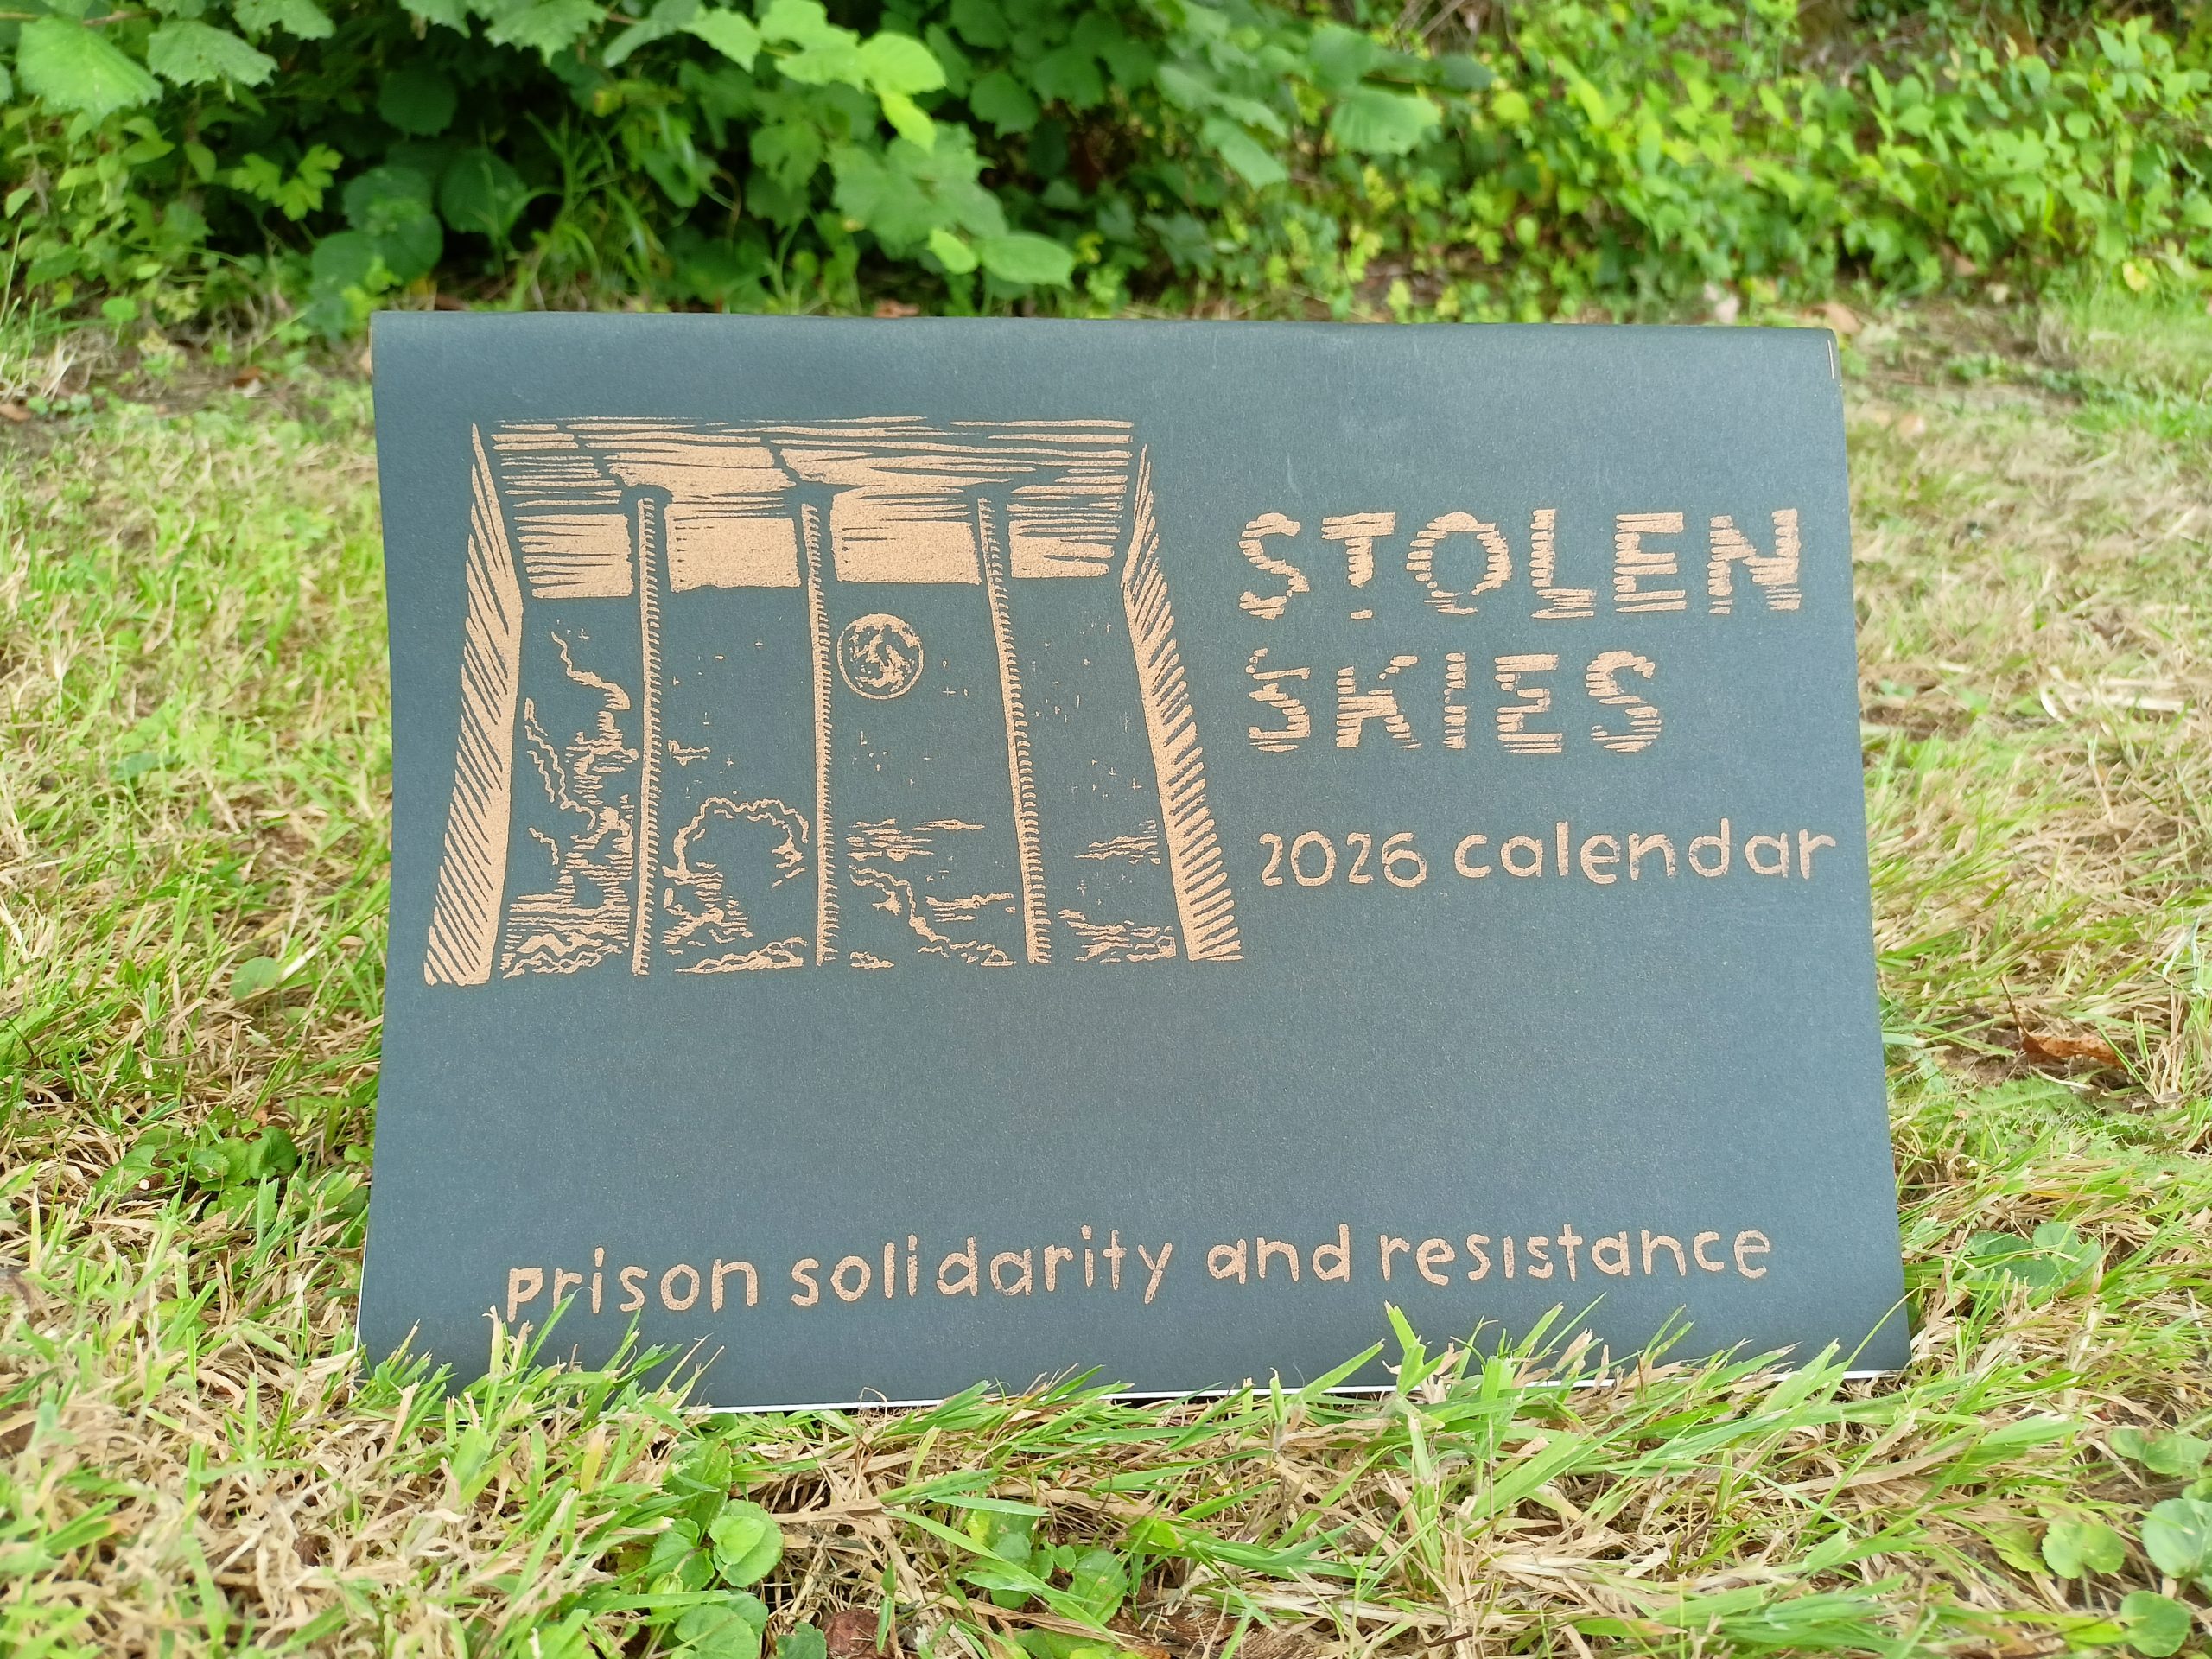 STOLEN
SKIES
2026 calendar
prison solidarity and resistance